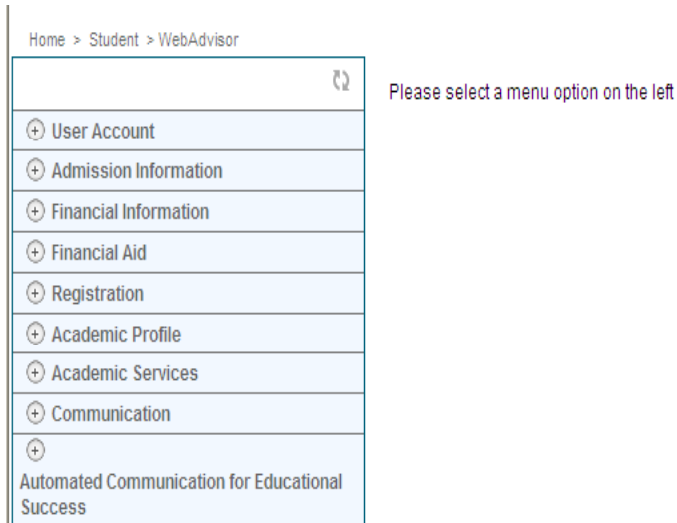 Home > Student > WebAdvisor
Please select a menu option on the left
User Account
Admission Information
Financial Information
Financial Aid
Registration
Academic Profile
Academic Services
Communication
Automated Communication for Educational
Success